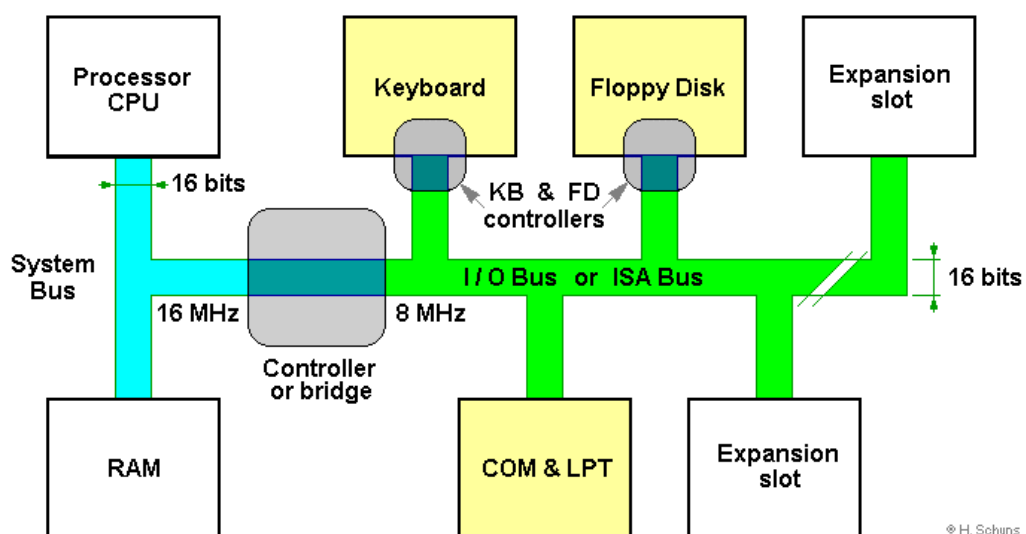 Processor
CPU
Keyboard
Floppy Disk
Expansion
slot
16 bits
KB & FD
controllers
System
Bus
I / O Bus or ISA Bus
16 bits
16 MHz
8 MHz
Controller
or bridge
RAM
COM & LPT
Expansion
slot
© H. Schyns